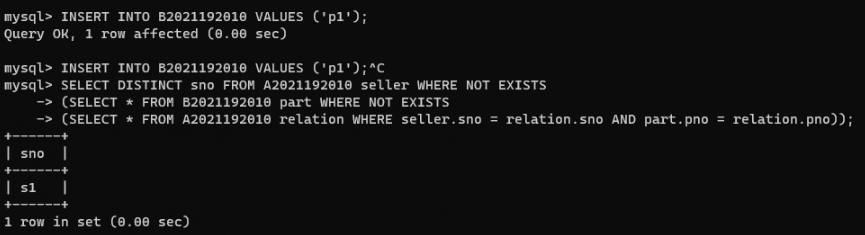 mysql> INSERT INTO B2021192010 VALUES ('p1');
Query OK, 1 row affected (0.00 sec)

mysql> INSERT INTO B2021192010 VALUES ('p1');^C
mysql> SELECT DISTINCT sno FROM A2021192010 seller WHERE NOT EXISTS
    -> (SELECT * FROM B2021192010 part WHERE NOT EXISTS
    -> (SELECT * FROM A2021192010 relation WHERE seller.sno = relation.sno AND part.pno = relation.pno));
+------+
| sno  |
+------+
| s1   |
+------+
1 row in set (0.00 sec)